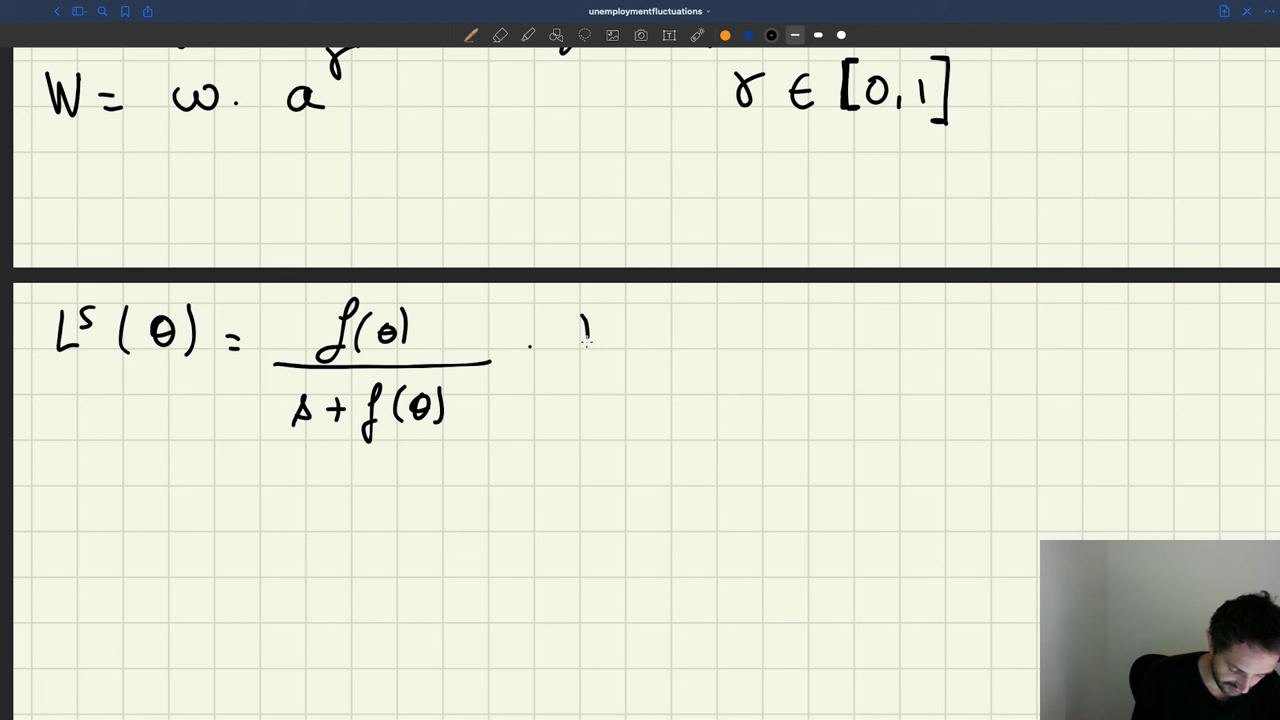 unemploymentfluctuations
W = ω · a^γ    γ ∈ [0,1]
L^s (θ) = f(θ) / (s + f(θ)) ·